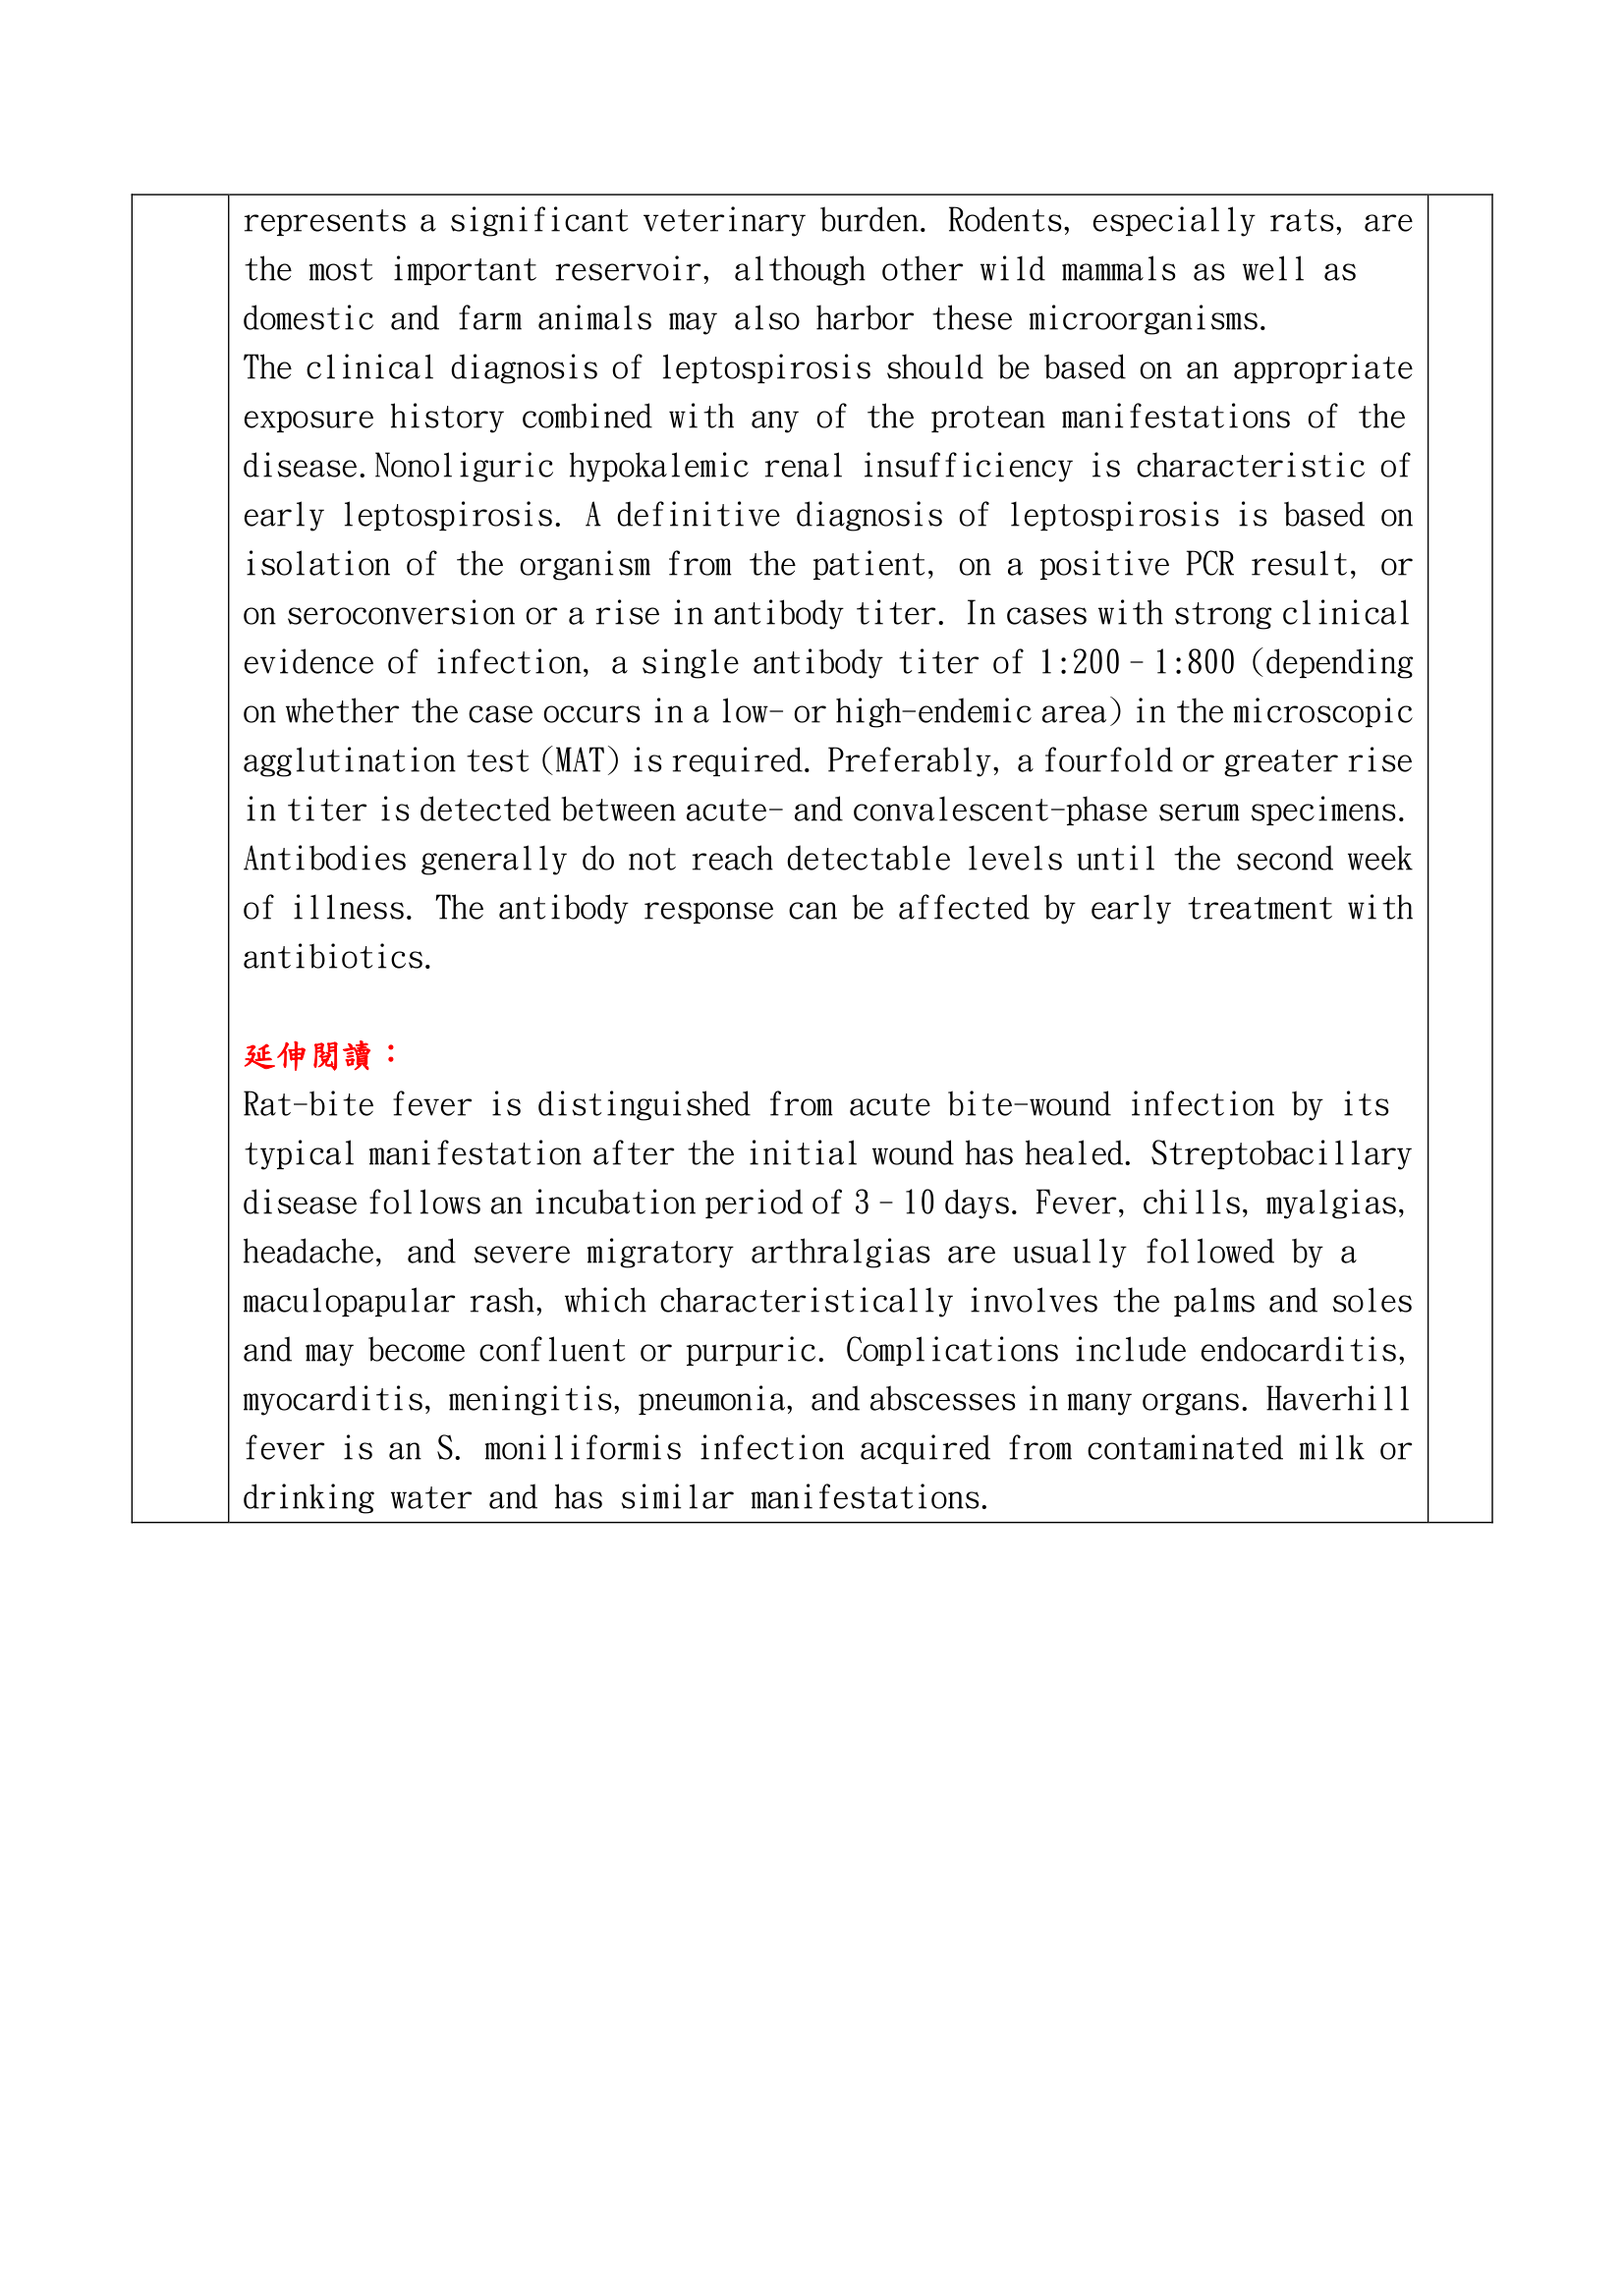 represents a significant veterinary burden. Rodents, especially rats, are
the most important reservoir, although other wild mammals as well as
domestic and farm animals may also harbor these microorganisms.
The clinical diagnosis of leptospirosis should be based on an appropriate
exposure history combined with any of the protean manifestations of the
disease.Nonoliguric hypokalemic renal insufficiency is characteristic of
early leptospirosis. A definitive diagnosis of leptospirosis is based on
isolation of the organism from the patient, on a positive PCR result, or
on seroconversion or a rise in antibody titer. In cases with strong clinical
evidence of infection, a single antibody titer of 1:200–1:800 (depending
on whether the case occurs in a low- or high-endemic area) in the microscopic
agglutination test (MAT) is required. Preferably, a fourfold or greater rise
in titer is detected between acute- and convalescent-phase serum specimens.
Antibodies generally do not reach detectable levels until the second week
of illness. The antibody response can be affected by early treatment with
antibiotics.
延伸閱讀：
Rat-bite fever is distinguished from acute bite-wound infection by its
typical manifestation after the initial wound has healed. Streptobacillary
disease follows an incubation period of 3–10 days. Fever, chills, myalgias,
headache, and severe migratory arthralgias are usually followed by a
maculopapular rash, which characteristically involves the palms and soles
and may become confluent or purpuric. Complications include endocarditis,
myocarditis, meningitis, pneumonia, and abscesses in many organs. Haverhill
fever is an S. moniliformis infection acquired from contaminated milk or
drinking water and has similar manifestations.